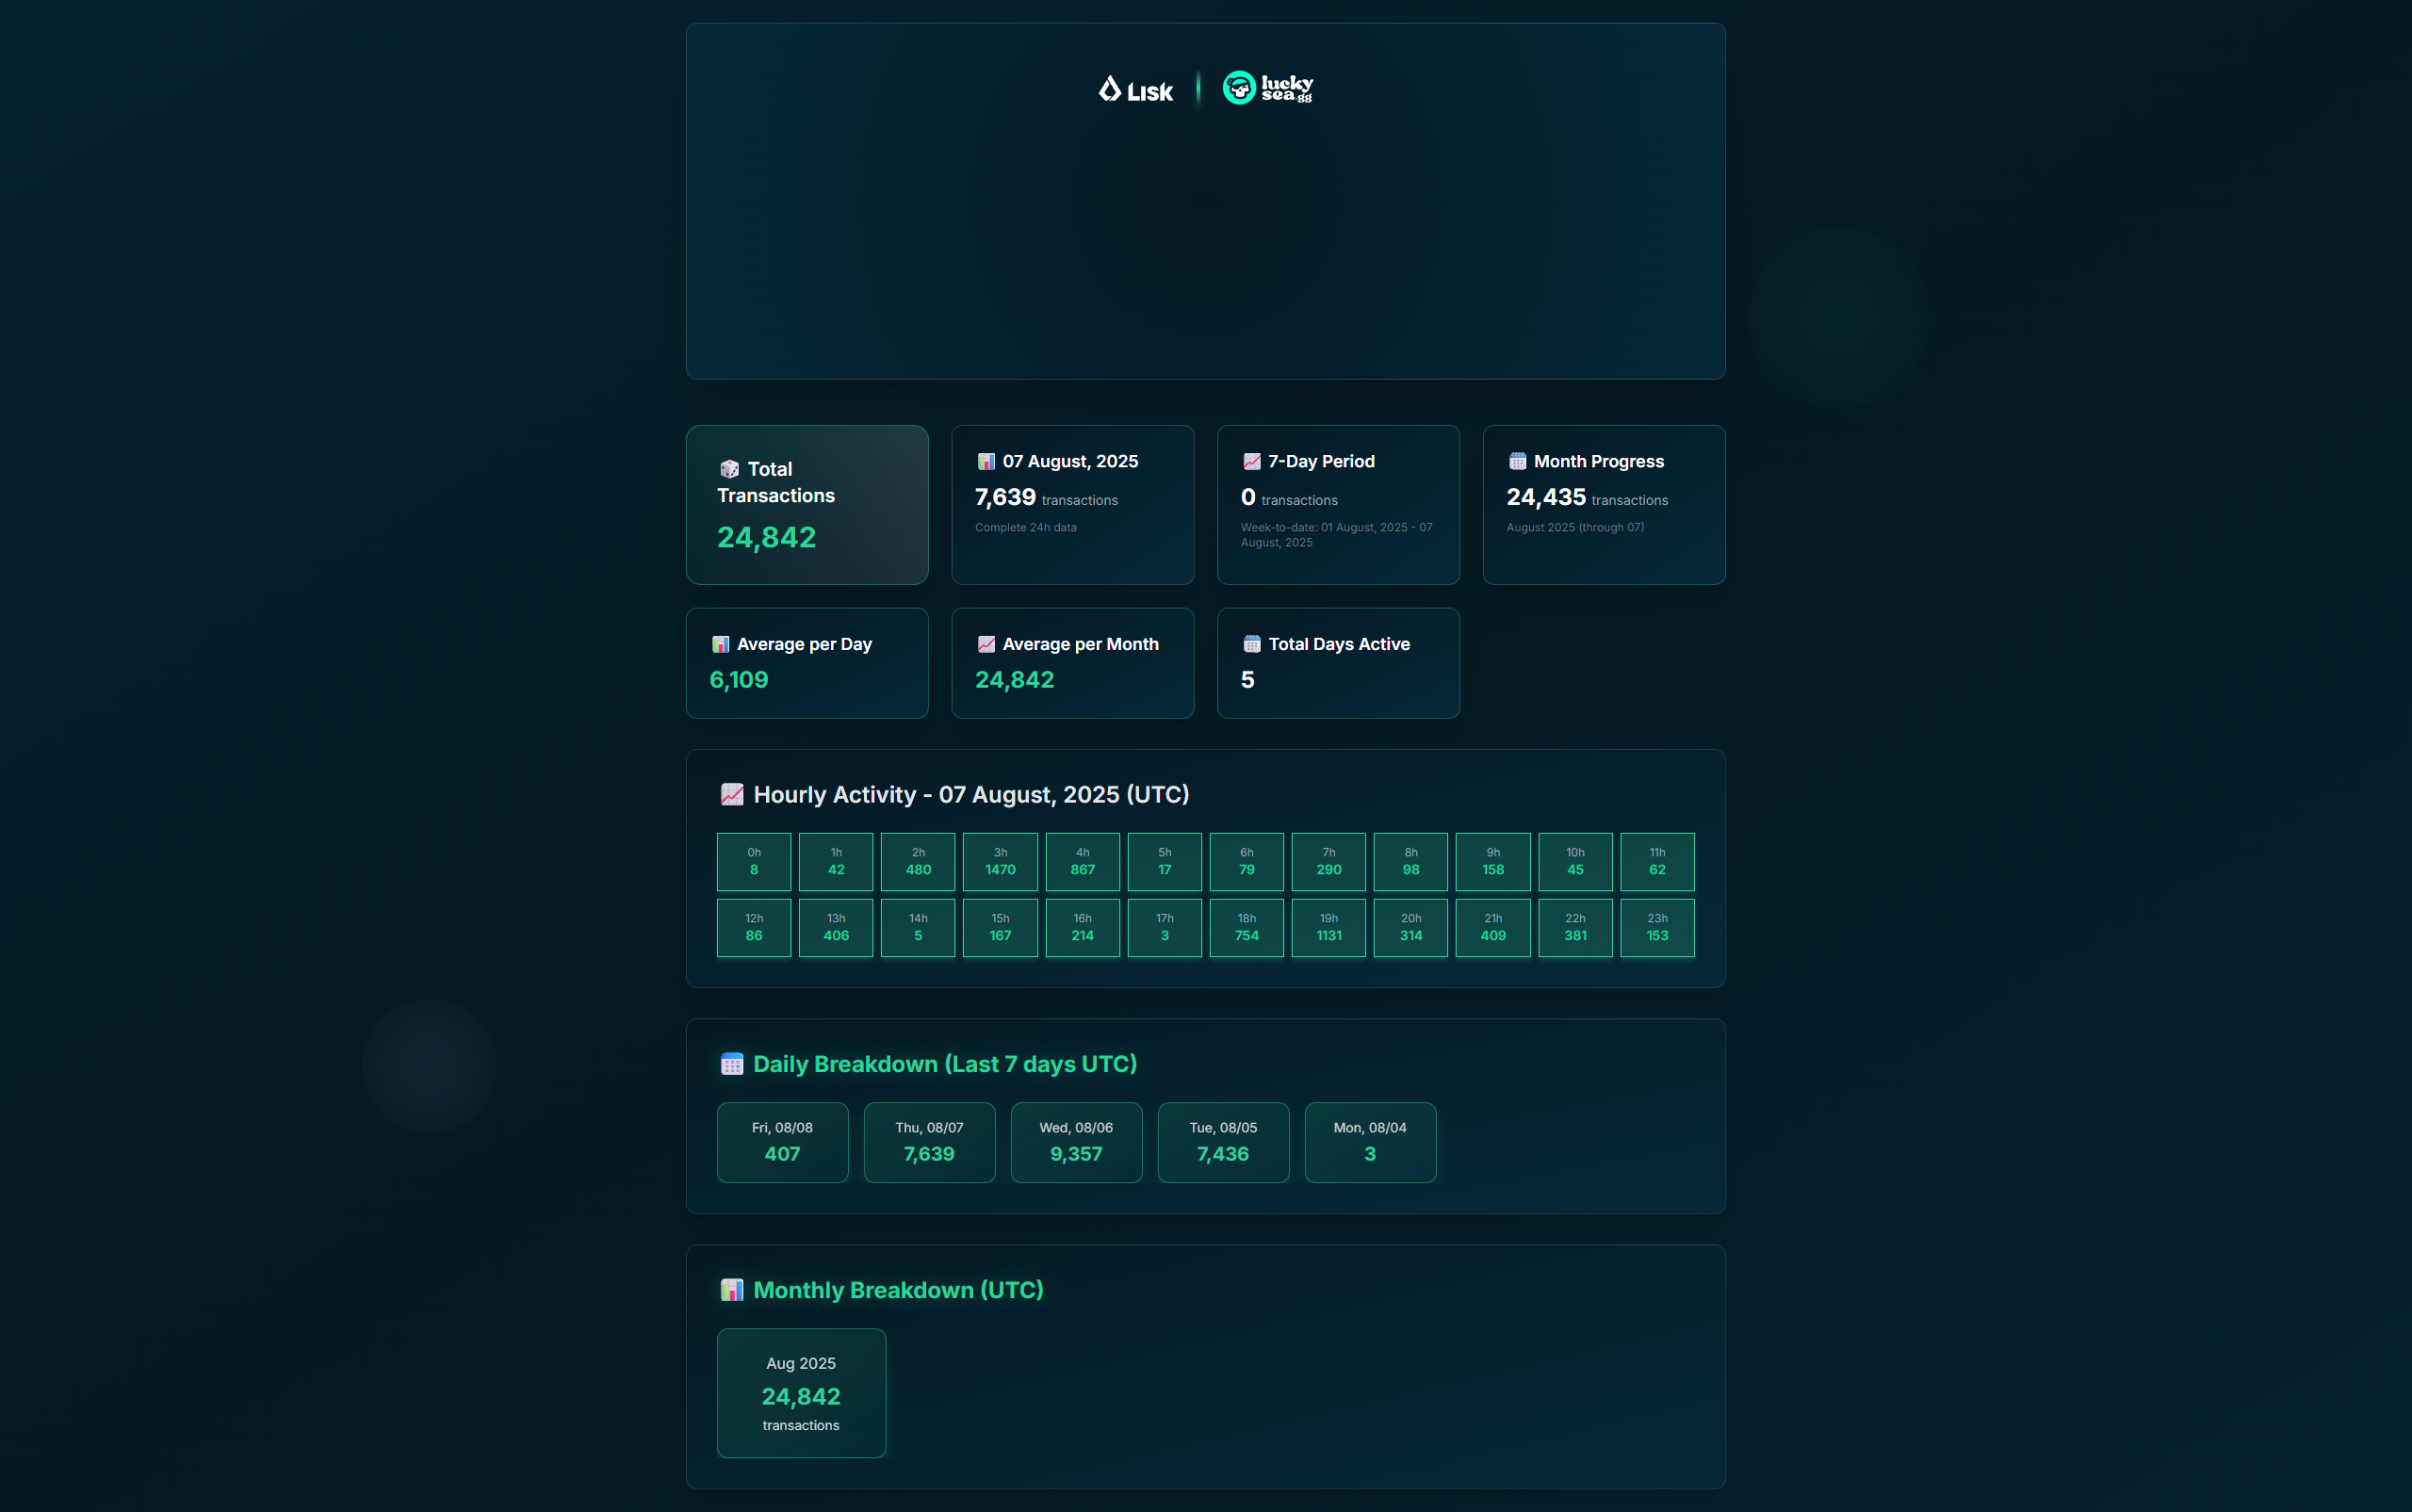 Lisk
lucky
sea.gg
Total
Transactions
24,842
07 August, 2025
7,639 transactions
Complete 24h data
7-Day Period
0 transactions
Week-to-date: 01 August, 2025 - 07
August, 2025
Month Progress
24,435 transactions
August 2025 (through 07)
Average per Day
6,109
Average per Month
24,842
Total Days Active
5
Hourly Activity - 07 August, 2025 (UTC)
0h 1h 2h 3h 4h 5h 6h 7h 8h 9h 10h 11h
8 42 480 1470 867 17 79 290 98 158 45 62
12h 13h 14h 15h 16h 17h 18h 19h 20h 21h 22h 23h
86 406 5 167 214 3 754 1131 314 409 381 153
Daily Breakdown (Last 7 days UTC)
Fri, 08/08 Thu, 08/07 Wed, 08/06 Tue, 08/05 Mon, 08/04
407 7,639 9,357 7,436 3
Monthly Breakdown (UTC)
Aug 2025
24,842
transactions